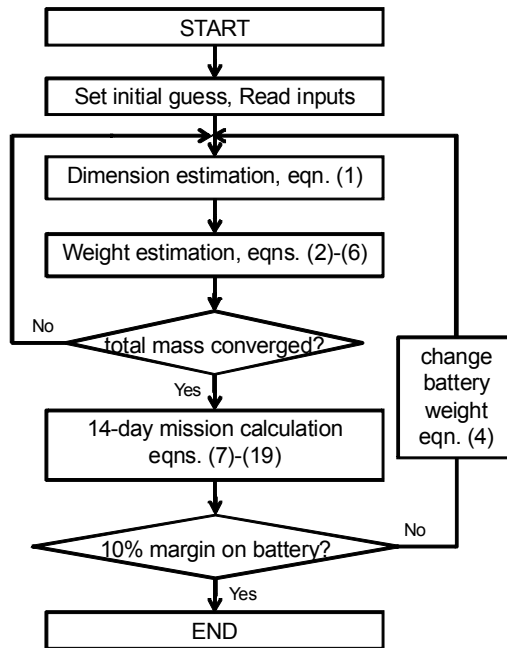 START
Set initial guess, Read inputs
Dimension estimation, eqn. (1)
Weight estimation, eqns. (2)-(6)
No
total mass converged?
Yes
change
battery
weight
eqn. (4)
14-day mission calculation
eqns. (7)-(19)
No
10% margin on battery?
Yes
END